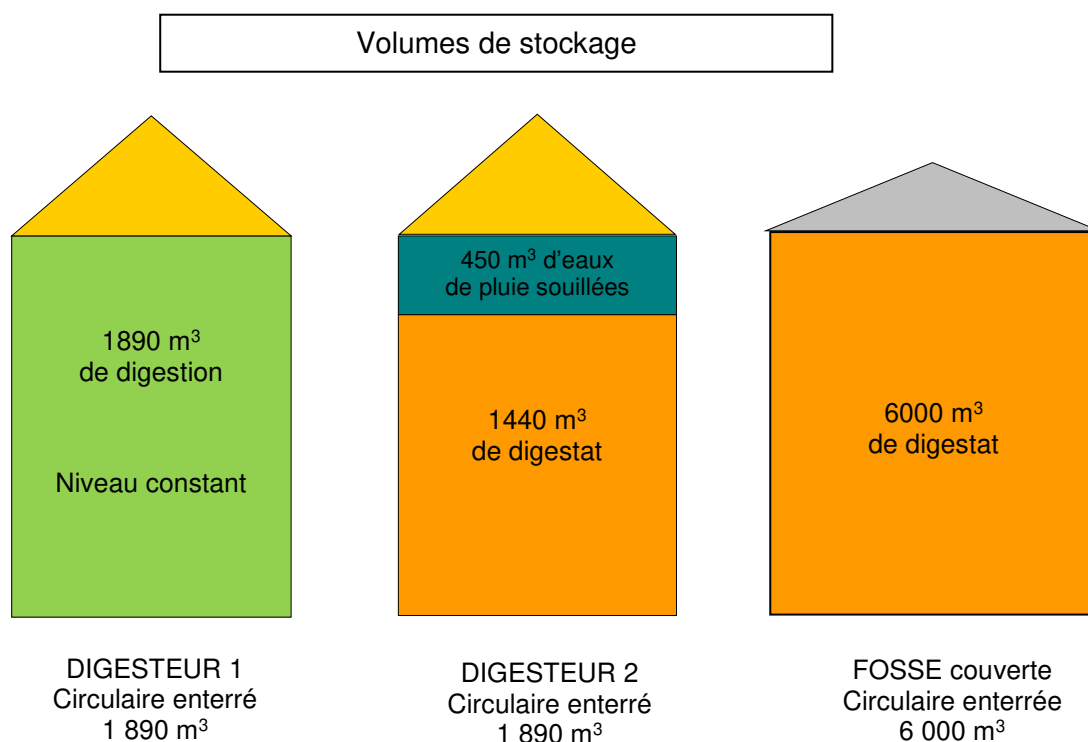 Volumes de stockage
1890 m³
de digestion
Niveau constant
450 m³ d'eaux
de pluie souillées
1440 m³
de digestat
6000 m³
de digestat
DIGESTEUR 1
Circulaire enterré
1 890 m³
DIGESTEUR 2
Circulaire enterré
1 890 m³
FOSSE couverte
Circulaire enterrée
6 000 m³